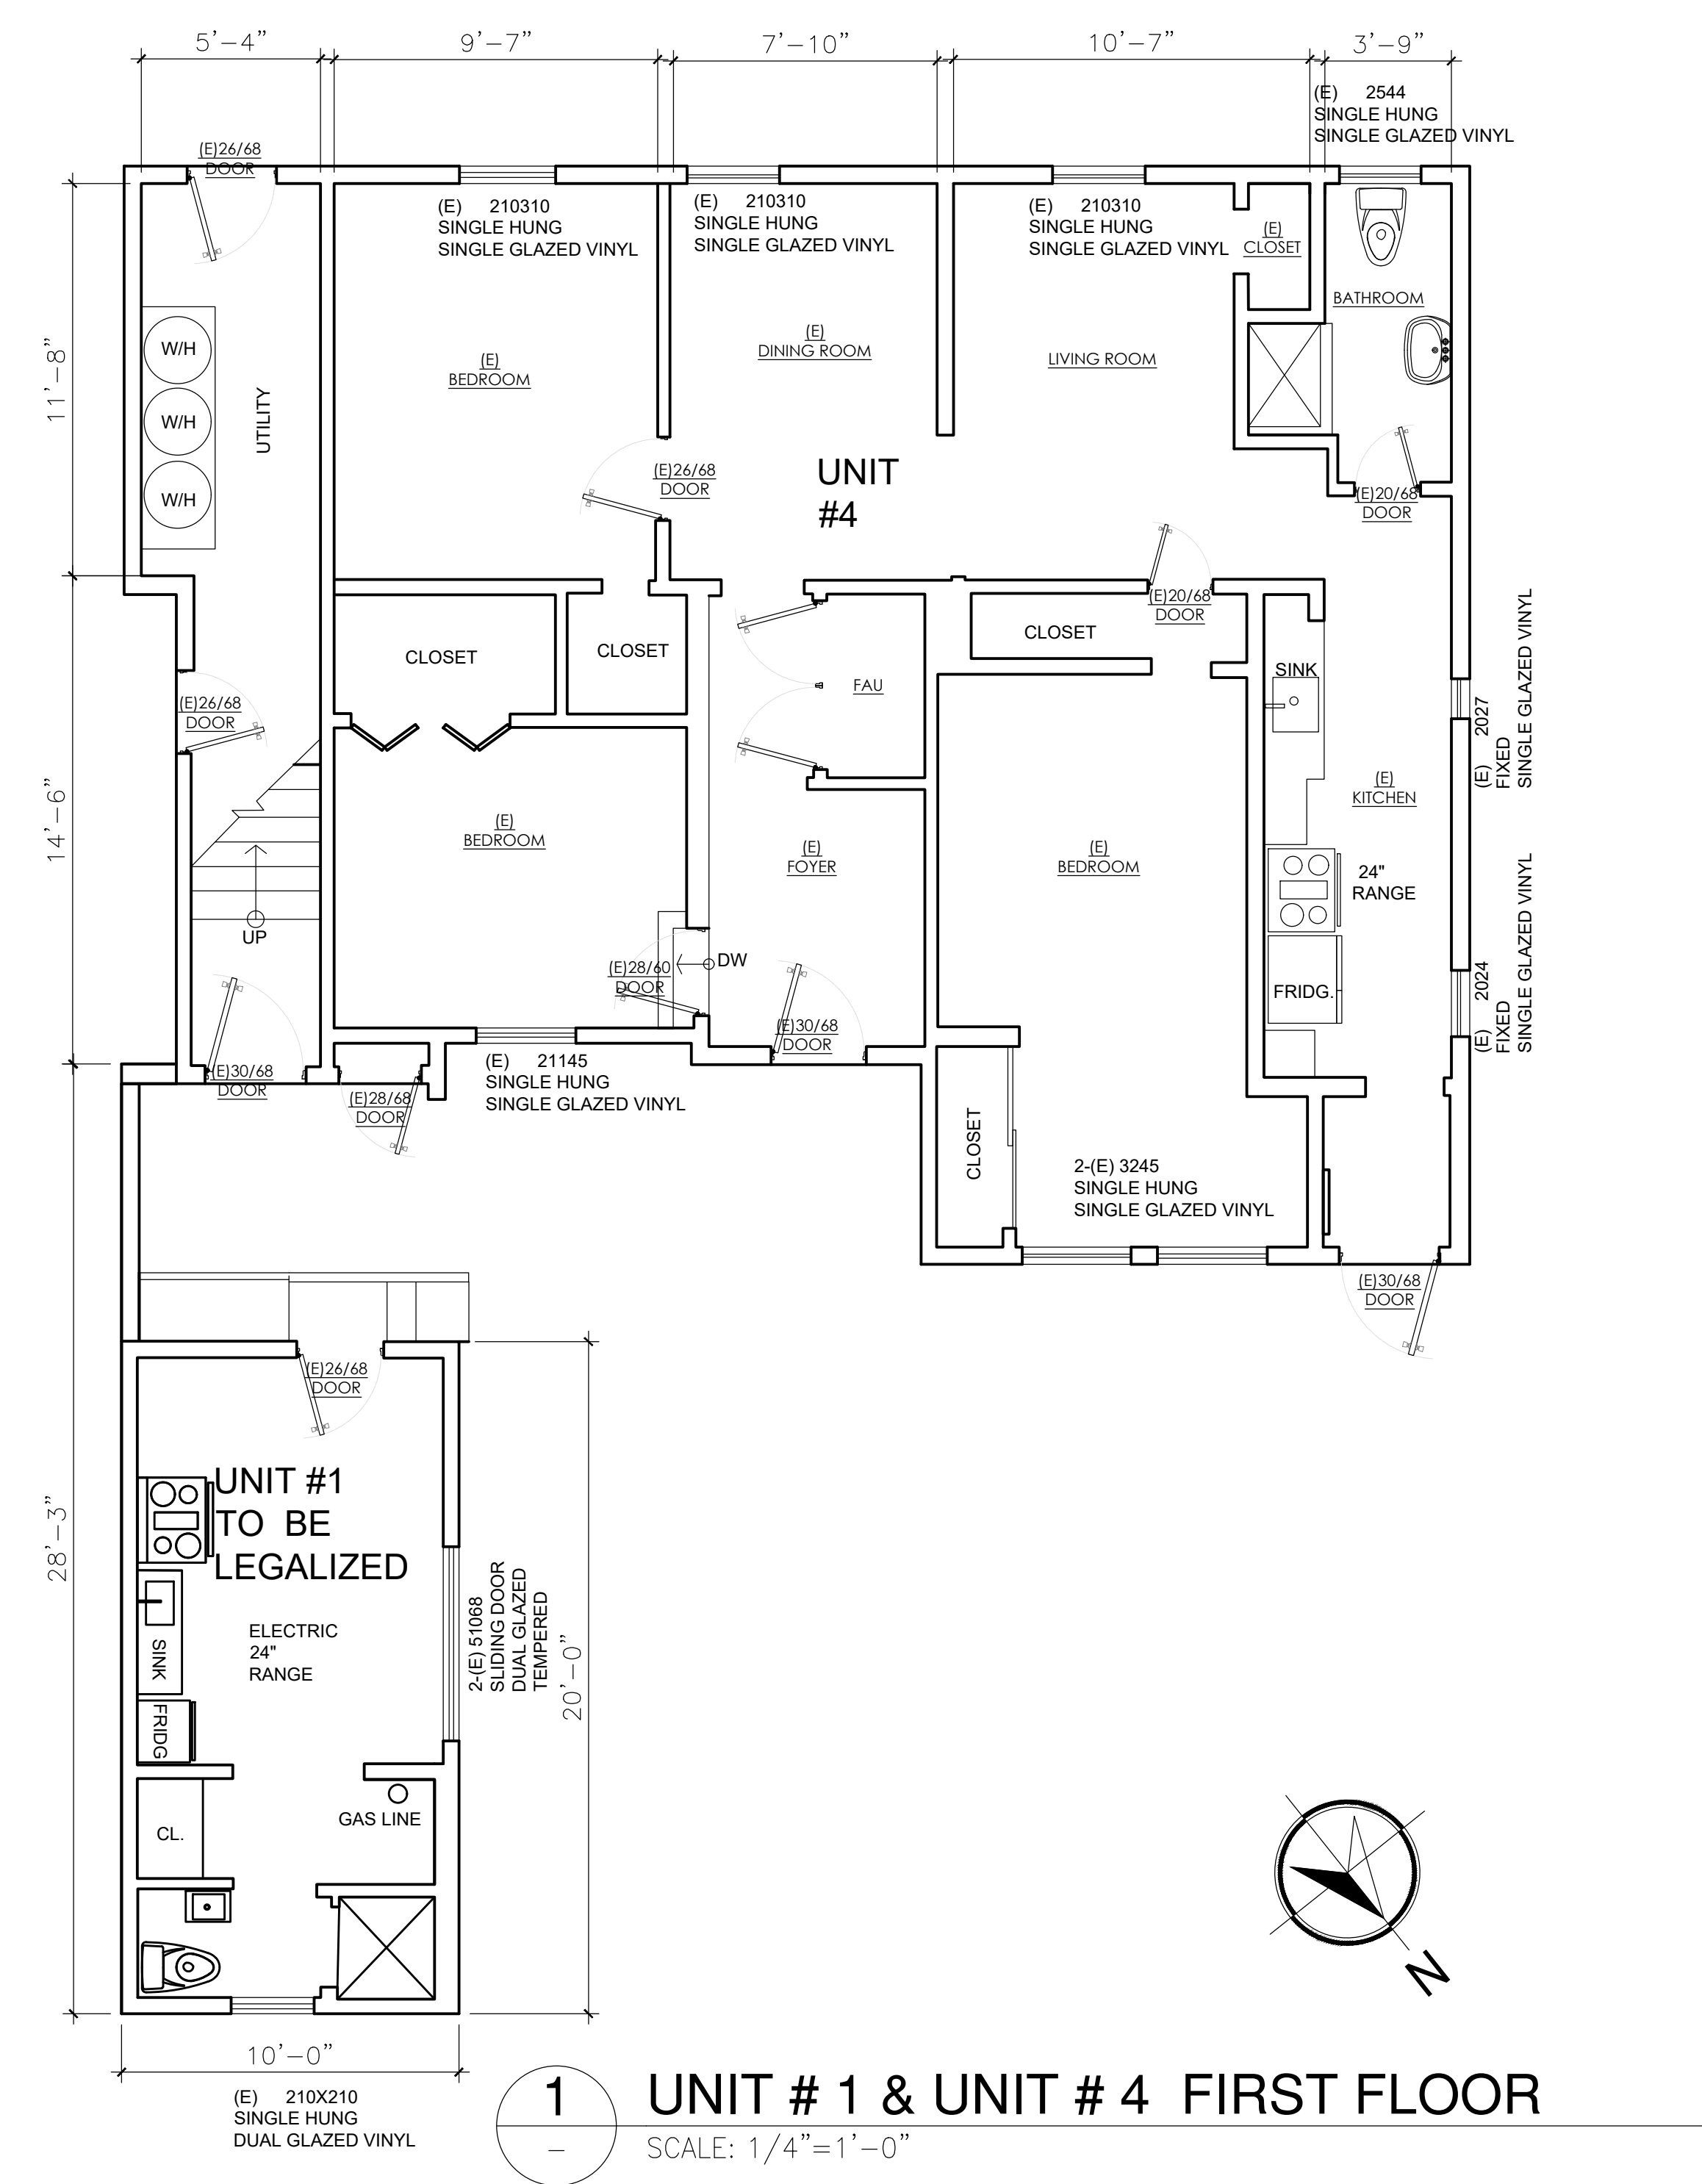 5'-4"
9'-7"
7'-10"
10'-7"
3'-9"
(E) 2544
SINGLE HUNG
SINGLE GLAZED VINYL
(E)26/68
DOOR
(E) 210310
SINGLE HUNG
SINGLE GLAZED VINYL
(E) 210310
SINGLE HUNG
SINGLE GLAZED VINYL
(E) 210310
SINGLE HUNG
SINGLE GLAZED VINYL
(E)
CLOSET
BATHROOM
11'-8"
W/H
W/H
W/H
UTILITY
(E)
BEDROOM
(E)
DINING ROOM
LIVING ROOM
(E)26/68
DOOR
UNIT
#4
(E)20/68
DOOR
(E)20/68
DOOR
CLOSET
CLOSET
FAU
CLOSET
SINK
(E) 2027
FIXED
SINGLE GLAZED VINYL
(E)26/68
DOOR
14'-6"
(E)
BEDROOM
(E)
FOYER
(E)
BEDROOM
(E)
KITCHEN
24"
RANGE
FRIDG.
(E) 2024
FIXED
SINGLE GLAZED VINYL
UP
DW
(E)28/60
DOOR
(E)30/68
DOOR
(E)30/68
DOOR
(E)28/68
DOOR
(E) 21145
SINGLE HUNG
SINGLE GLAZED VINYL
CLOSET
2-(E) 3245
SINGLE HUNG
SINGLE GLAZED VINYL
(E)30/68
DOOR
(E)26/68
DOOR
28'-3"
UNIT #1
TO BE
LEGALIZED
ELECTRIC
24"
RANGE
SINK
FRIDG
2-(E) 51068
SLIDING DOOR
DUAL GLAZED
TEMPERED
20'-0"
CL.
GAS LINE
N
10'-0"
(E) 210X210
SINGLE HUNG
DUAL GLAZED VINYL
1
–
UNIT # 1 & UNIT # 4 FIRST FLOOR
SCALE: 1/4"=1'-0"